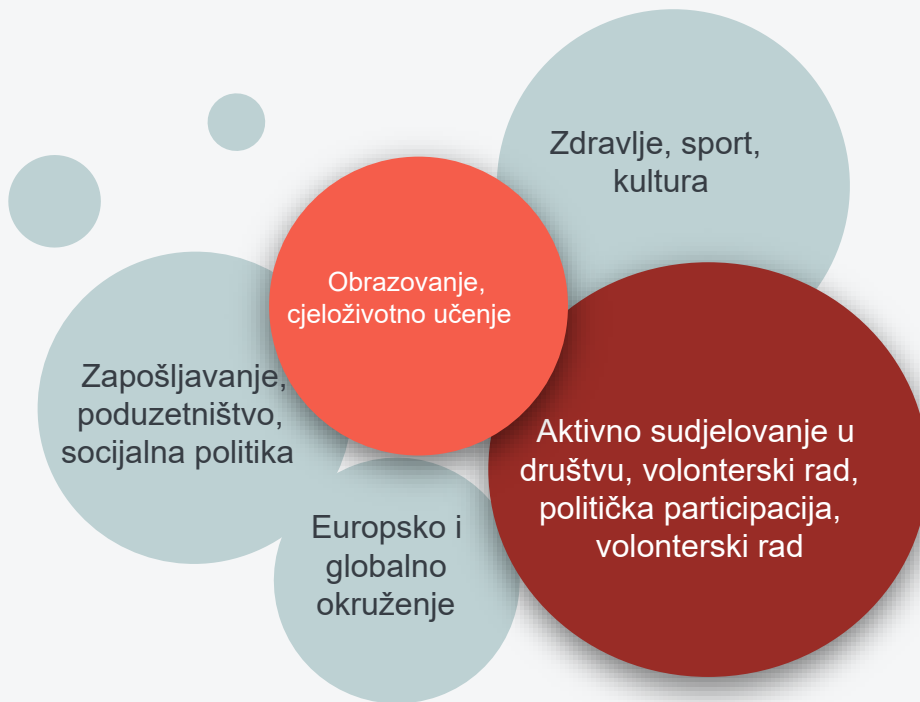 Zdravlje, sport,
kultura
Obrazovanje,
cjeloživotno učenje
Zapošljavanje,
poduzetništvo,
socijalna politika
Aktivno sudjelovanje u
društvu, volonterski rad,
politička participacija,
volonterski rad
Europsko i
globalno
okruženje